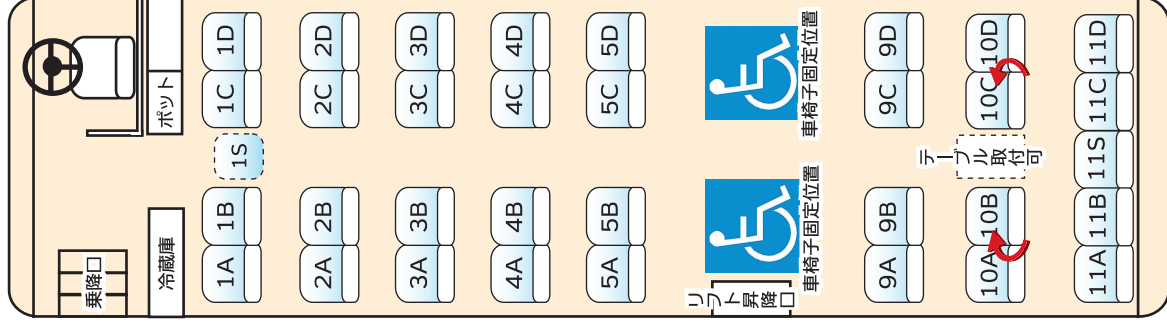 乗降口
冷蔵庫
ポット
1A
1B
1S
1C
1D
2A
2B
2C
2D
3A
3B
3C
3D
4A
4B
4C
4D
5A
5B
5C
5D
リフト昇降口
車椅子固定位置
車椅子固定位置
9A
9B
9C
9D
10A
10B
テーブル取付可
10C
10D
11A
11B
11S
11C
11D